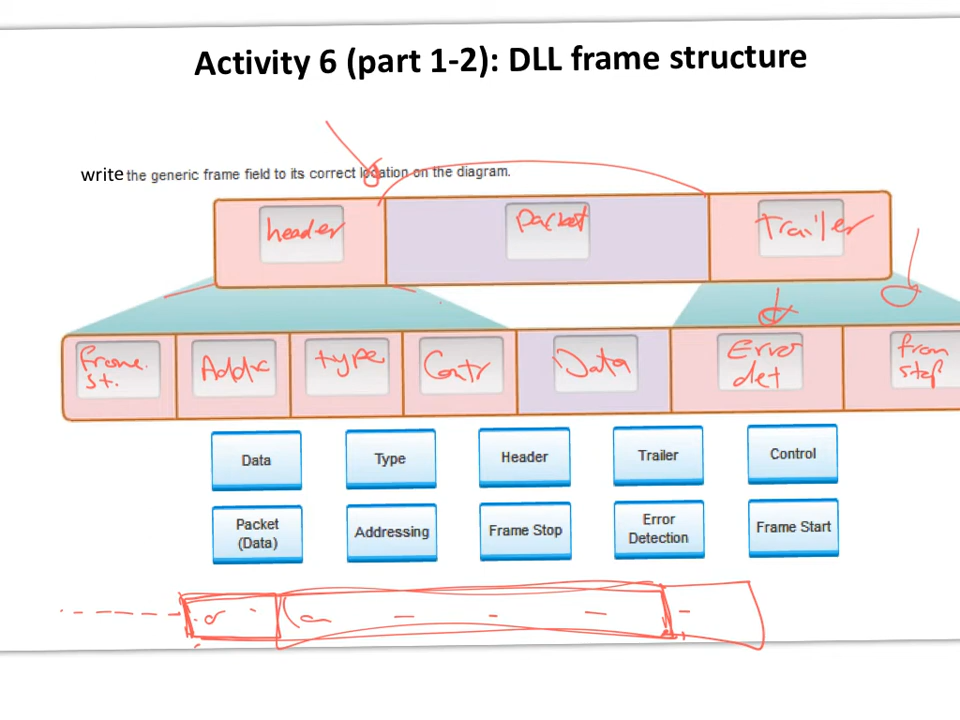 Activity 6 (part 1-2): DLL frame structure
write the generic frame field to its correct location on the diagram.
header packet Trailer
frame. st. Addr type Contr Data Error det fram stop
Data Type Header Trailer Control
Packet (Data) Addressing Frame Stop Error Detection Frame Start